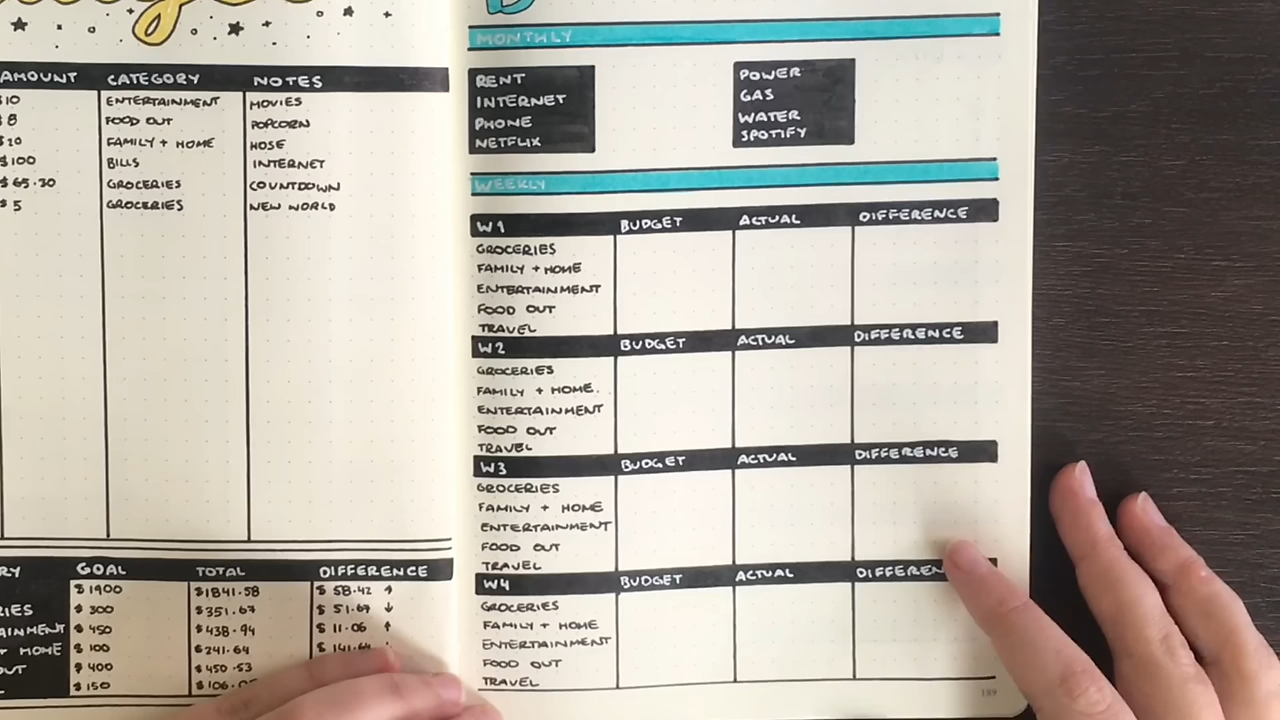 AMOUNT CATEGORY NOTES
$10 ENTERTAINMENT MOVIES
$8 FOOD OUT POPCORN
$20 FAMILY + HOME HOSE
$100 BILLS INTERNET
$65.30 GROCERIES COUNTDOWN
$5 GROCERIES NEW WORLD
GOAL TOTAL DIFFERENCE
$1900 $1841.58 $58.42 ↑
$300 $351.67 $51.67 ↓
$450 $438.94 $11.06 ↑
+ HOME $100 $241.64 $141.64
$400 $450.53
$150
MONTHLY
RENT POWER
INTERNET GAS
PHONE WATER
NETFLIX SPOTIFY
WEEKLY
W1 BUDGET ACTUAL DIFFERENCE
GROCERIES
FAMILY + HOME
ENTERTAINMENT
FOOD OUT
TRAVEL
W2 BUDGET ACTUAL DIFFERENCE
GROCERIES
FAMILY + HOME.
ENTERTAINMENT
FOOD OUT
TRAVEL
W3 BUDGET ACTUAL DIFFERENCE
GROCERIES
FAMILY + HOME
ENTERTAINMENT
FOOD OUT
TRAVEL
W4 BUDGET ACTUAL
GROCERIES
FAMILY + HOME
ENTERTAINMENT
FOOD OUT
TRAVEL
189